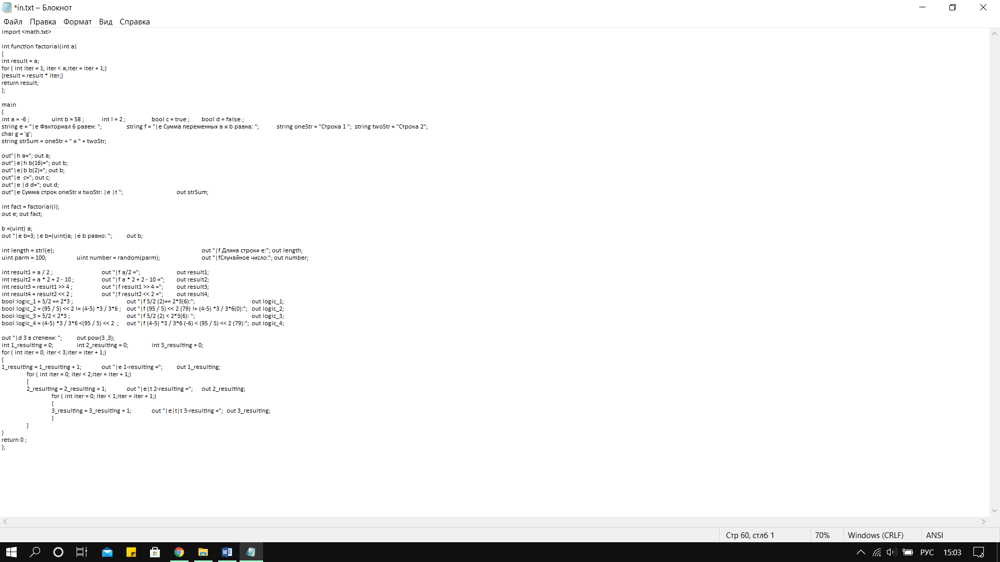 *in.txt – Блокнот
Файл Правка Формат Вид Справка
import <math.txt>
int function factorial(int a)
{
int result = a;
for ( int iter = 1; iter < a;iter = iter + 1;)
{result = result * iter;}
return result;
};
main
{
int a = -6 ; uint b = 58 ; int l = 2 ; bool c = true ; bool d = false ;
string e = "|e Факториал 6 равен: "; string f = "|e Сумма переменных a и b равна: "; string oneStr = "Строка 1 "; string twoStr = "Строка 2";
char g = 'g';
string strSum = oneStr + " и " + twoStr;
out"|h a="; out a;
out"|e|h b(16)="; out b;
out"|e|b b(2)="; out b;
out"|e  c="; out c;
out"|e |d d="; out d;
out"|e Сумма строк oneStr и twoStr: |e |t "; out strSum;
int fact = factorial(l);
out e; out fact;
b =(uint) a;
out "|e b=3; |e b=(uint)a; |e b равно: "; out b;
int length = strl(e); out "|f Длина строки e:"; out length;
uint parm = 100; uint number = random(parm); out "|fСлучайное число:"; out number;
int result1 = a / 2 ; out "|f a/2 ="; out result1;
int result2 = a * 2 + 2 - 10 ; out "|f a * 2 + 2 - 10 ="; out result2;
int result3 = result1 >> 4 ; out "|f result1 >> 4 ="; out result3;
int result4 = result2 << 2 ; out "|f result2 << 2 ="; out result4;
bool logic_1 = 5/2 == 2*3 ; out "|f 5/2 (2)== 2*3(6):"; out logic_1;
bool logic_2 = (95 / 5) << 2 != (4-5) *3 / 3*6 ; out "|f (95 / 5) << 2 (79) != (4-5) *3 / 3*6(0):"; out logic_2;
bool logic_3 = 5/2 < 2*3 ; out "|f 5/2 (2) < 2*3(6): "; out logic_3;
bool logic_4 = (4-5) *3 / 3*6 <(95 / 5) << 2  ; out "|f (4-5) *3 / 3*6 (-6) < (95 / 5) << 2 (79):"; out logic_4;
out "|d 3 в степени: "; out pow(3 ,3);
int 1_resulting = 0; int 2_resulting = 0; int 3_resulting = 0;
for ( int iter = 0; iter < 3;iter = iter + 1;)
{
1_resulting = 1_resulting + 1; out "|e 1-resulting ="; out 1_resulting;
for ( int iter = 0; iter < 2;iter = iter + 1;)
{
2_resulting = 2_resulting + 1; out "|e|t 2-resulting ="; out 2_resulting;
for ( int iter = 0; iter < 1;iter = iter + 1;)
{
3_resulting = 3_resulting + 1; out "|e|t|t 3-resulting ="; out 3_resulting;
}
}
}
return 0 ;
};
Стр 60, стлб 1 70% Windows (CRLF) ANSI
РУС 15:03